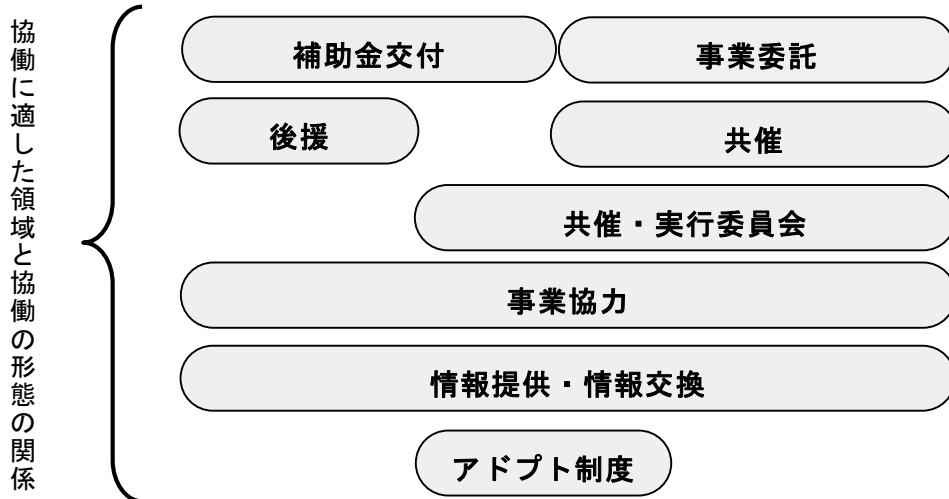 協働に適した領域と協働の形態の関係
補助金交付
事業委託
後援
共催
共催・実行委員会
事業協力
情報提供・情報交換
アドプト制度